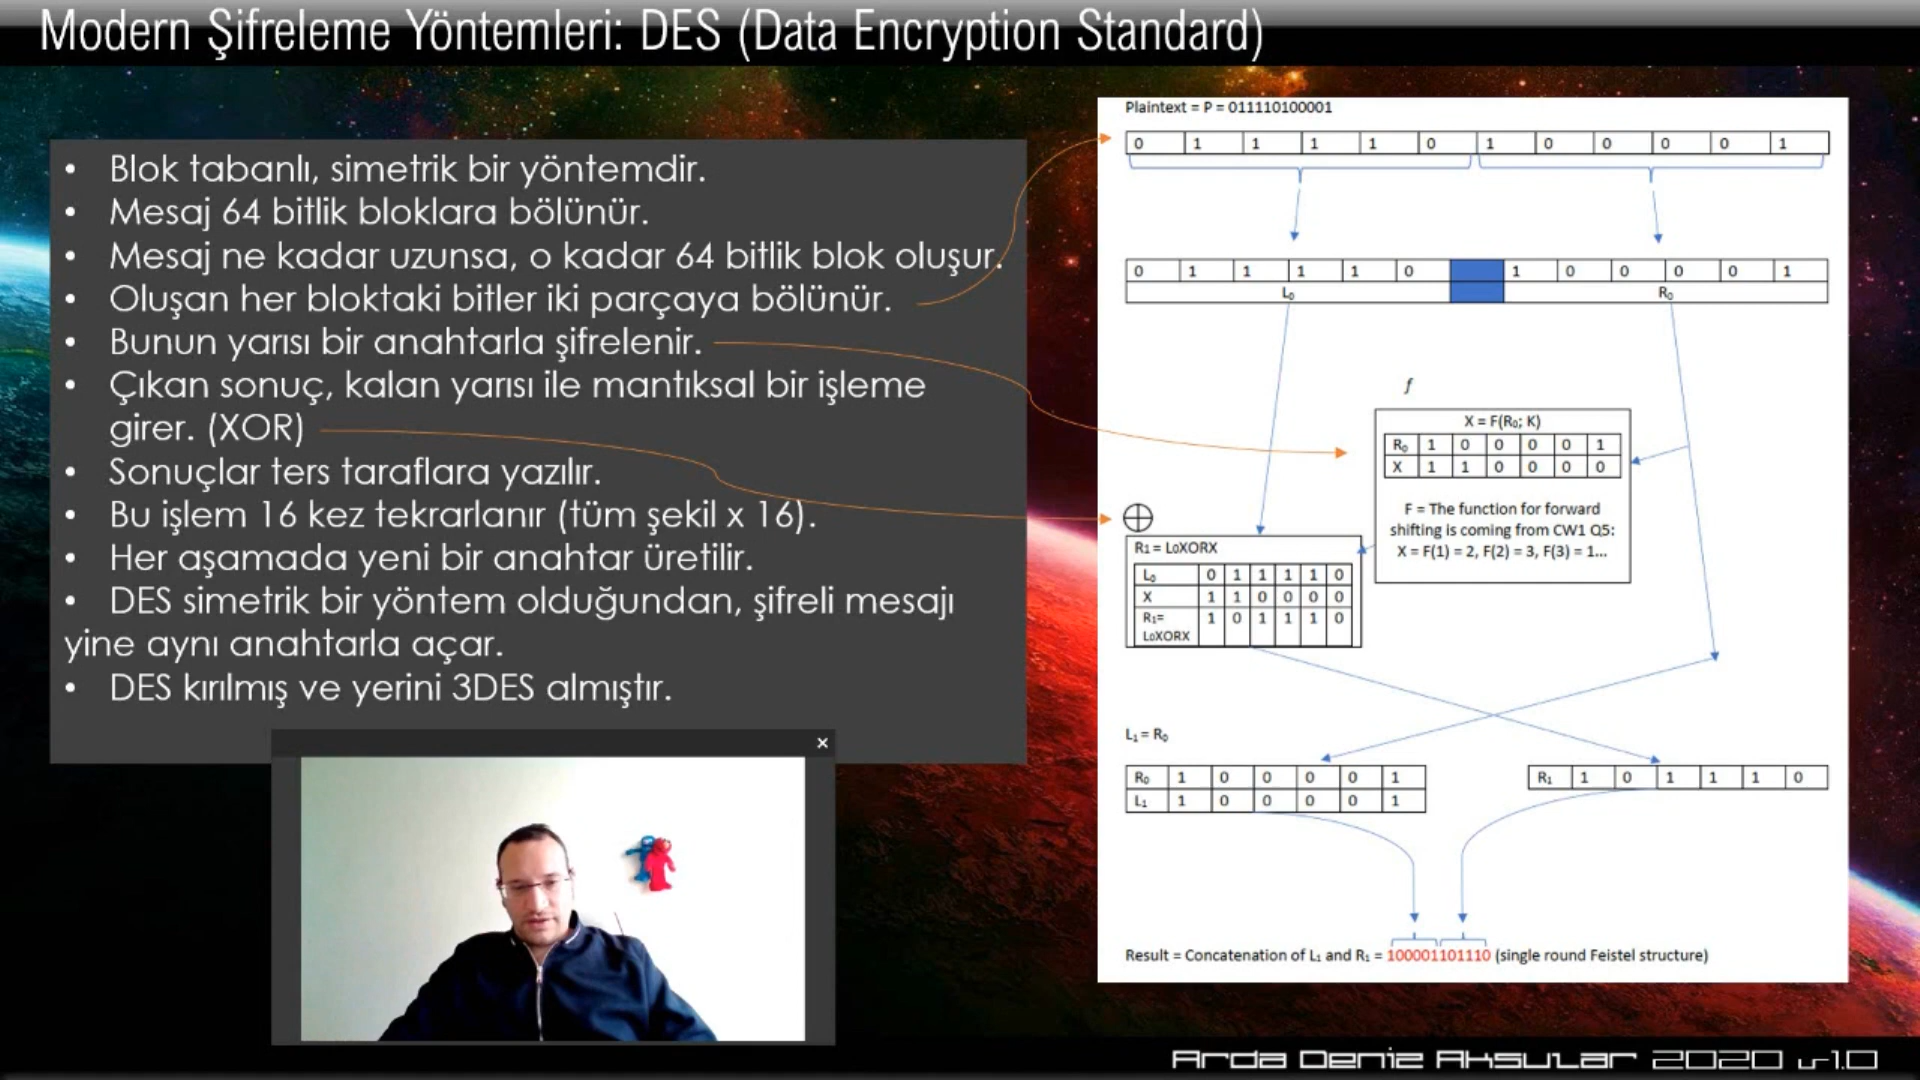 Modern Şifreleme Yöntemleri: DES (Data Encryption Standard)
• Blok tabanlı, simetrik bir yöntemdir.
• Mesaj 64 bitlik bloklara bölünür.
• Mesaj ne kadar uzunsa, o kadar 64 bitlik blok oluşur.
• Oluşan her bloktaki bitler iki parçaya bölünür.
• Bunun yarısı bir anahtarla şifrelenir.
• Çıkan sonuç, kalan yarısı ile mantıksal bir işleme
girer. (XOR)
• Sonuçlar ters taraflara yazılır.
• Bu işlem 16 kez tekrarlanır (tüm şekil x 16).
• Her aşamada yeni bir anahtar üretilir.
• DES simetrik bir yöntem olduğundan, şifreli mesajı
yine aynı anahtarla açar.
• DES kırılmış ve yerini 3DES almıştır.
Plaintext = P = 011110100001
0 1 1 1 1 0 1 0 0 0 0 1
0 1 1 1 1 0 1 0 0 0 0 1
L₀ R₀
f
X = F(R₀; K)
R₀ 1 0 0 0 0 1
X 1 1 0 0 0 0
F = The function for forward
shifting is coming from CW1 Q5:
X = F(1) = 2, F(2) = 3, F(3) = 1...
⊕
R₁ = L₀XORX
L₀ 0 1 1 1 1 0
X 1 1 0 0 0 0
R₁= 1 0 1 1 1 0
L₀XORX
L₁ = R₀
R₀ 1 0 0 0 0 1
L₁ 1 0 0 0 0 1
R₁ 1 0 1 1 1 0
Result = Concatenation of L₁ and R₁ = 100001101110 (single round Feistel structure)
×
Arda Deniz Aksular 2020 v1.0